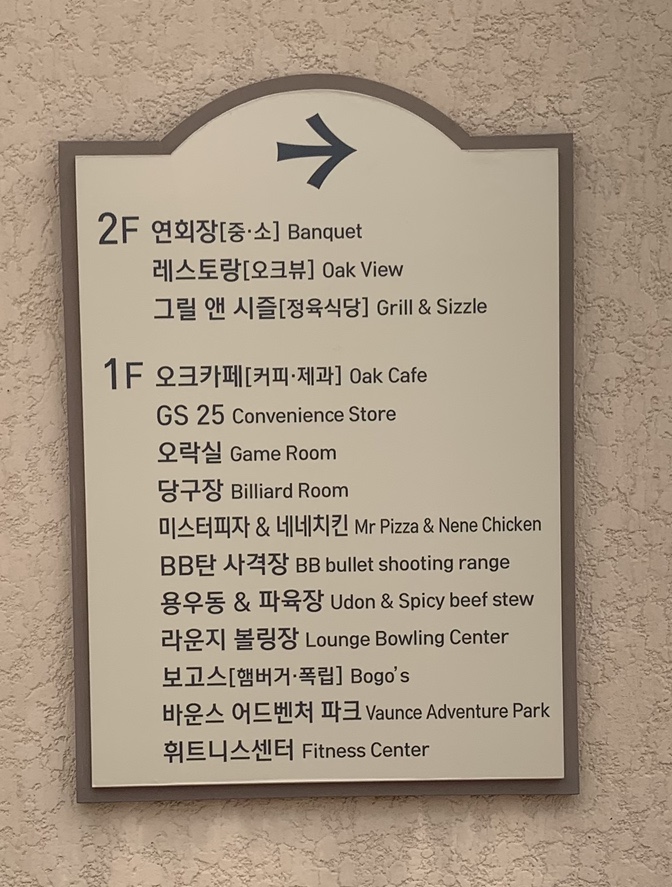 2F 연회장[중·소] Banquet
레스토랑[오크뷰] Oak View
그릴 앤 시즐[정육식당] Grill & Sizzle
1F 오크카페[커피·제과] Oak Cafe
GS 25 Convenience Store
오락실 Game Room
당구장 Billiard Room
미스터피자 & 네네치킨 Mr Pizza & Nene Chicken
BB탄 사격장 BB bullet shooting range
용우동 & 파육장 Udon & Spicy beef stew
라운지 볼링장 Lounge Bowling Center
보고스[햄버거·폭립] Bogo's
바운스 어드벤처 파크 Vaunce Adventure Park
휘트니스센터 Fitness Center